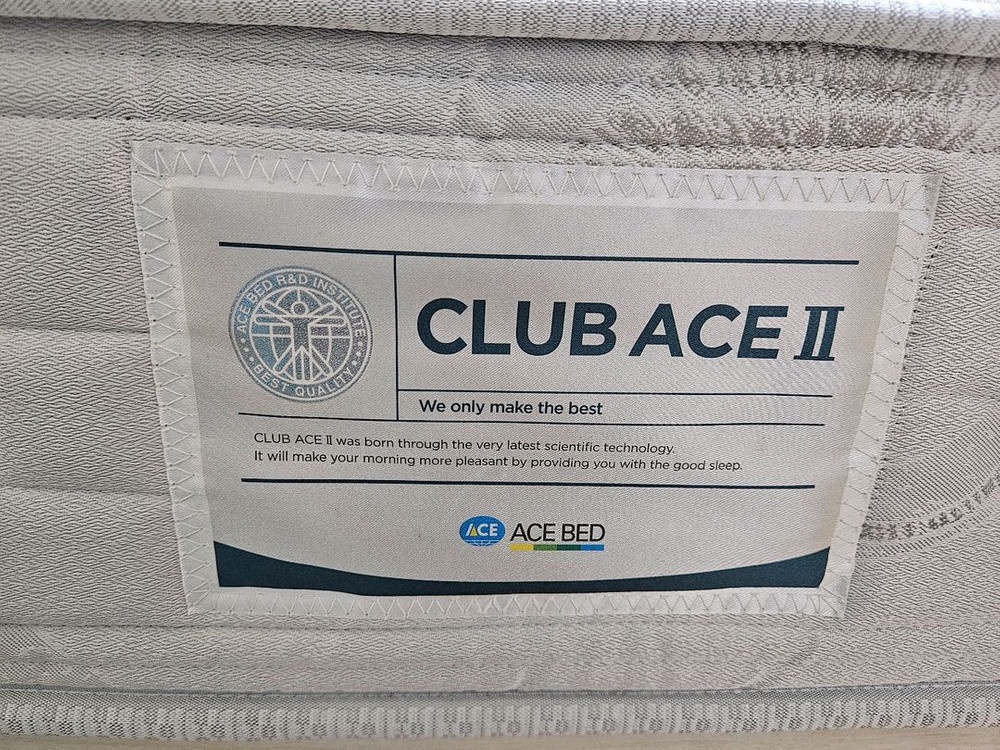 ACE BED R&D INSTITUTE
BEST QUALITY
CLUB ACE Ⅱ
We only make the best
CLUB ACE Ⅱ was born through the very latest scientific technology.
It will make your morning more pleasant by providing you with the good sleep.
ACE ACE BED